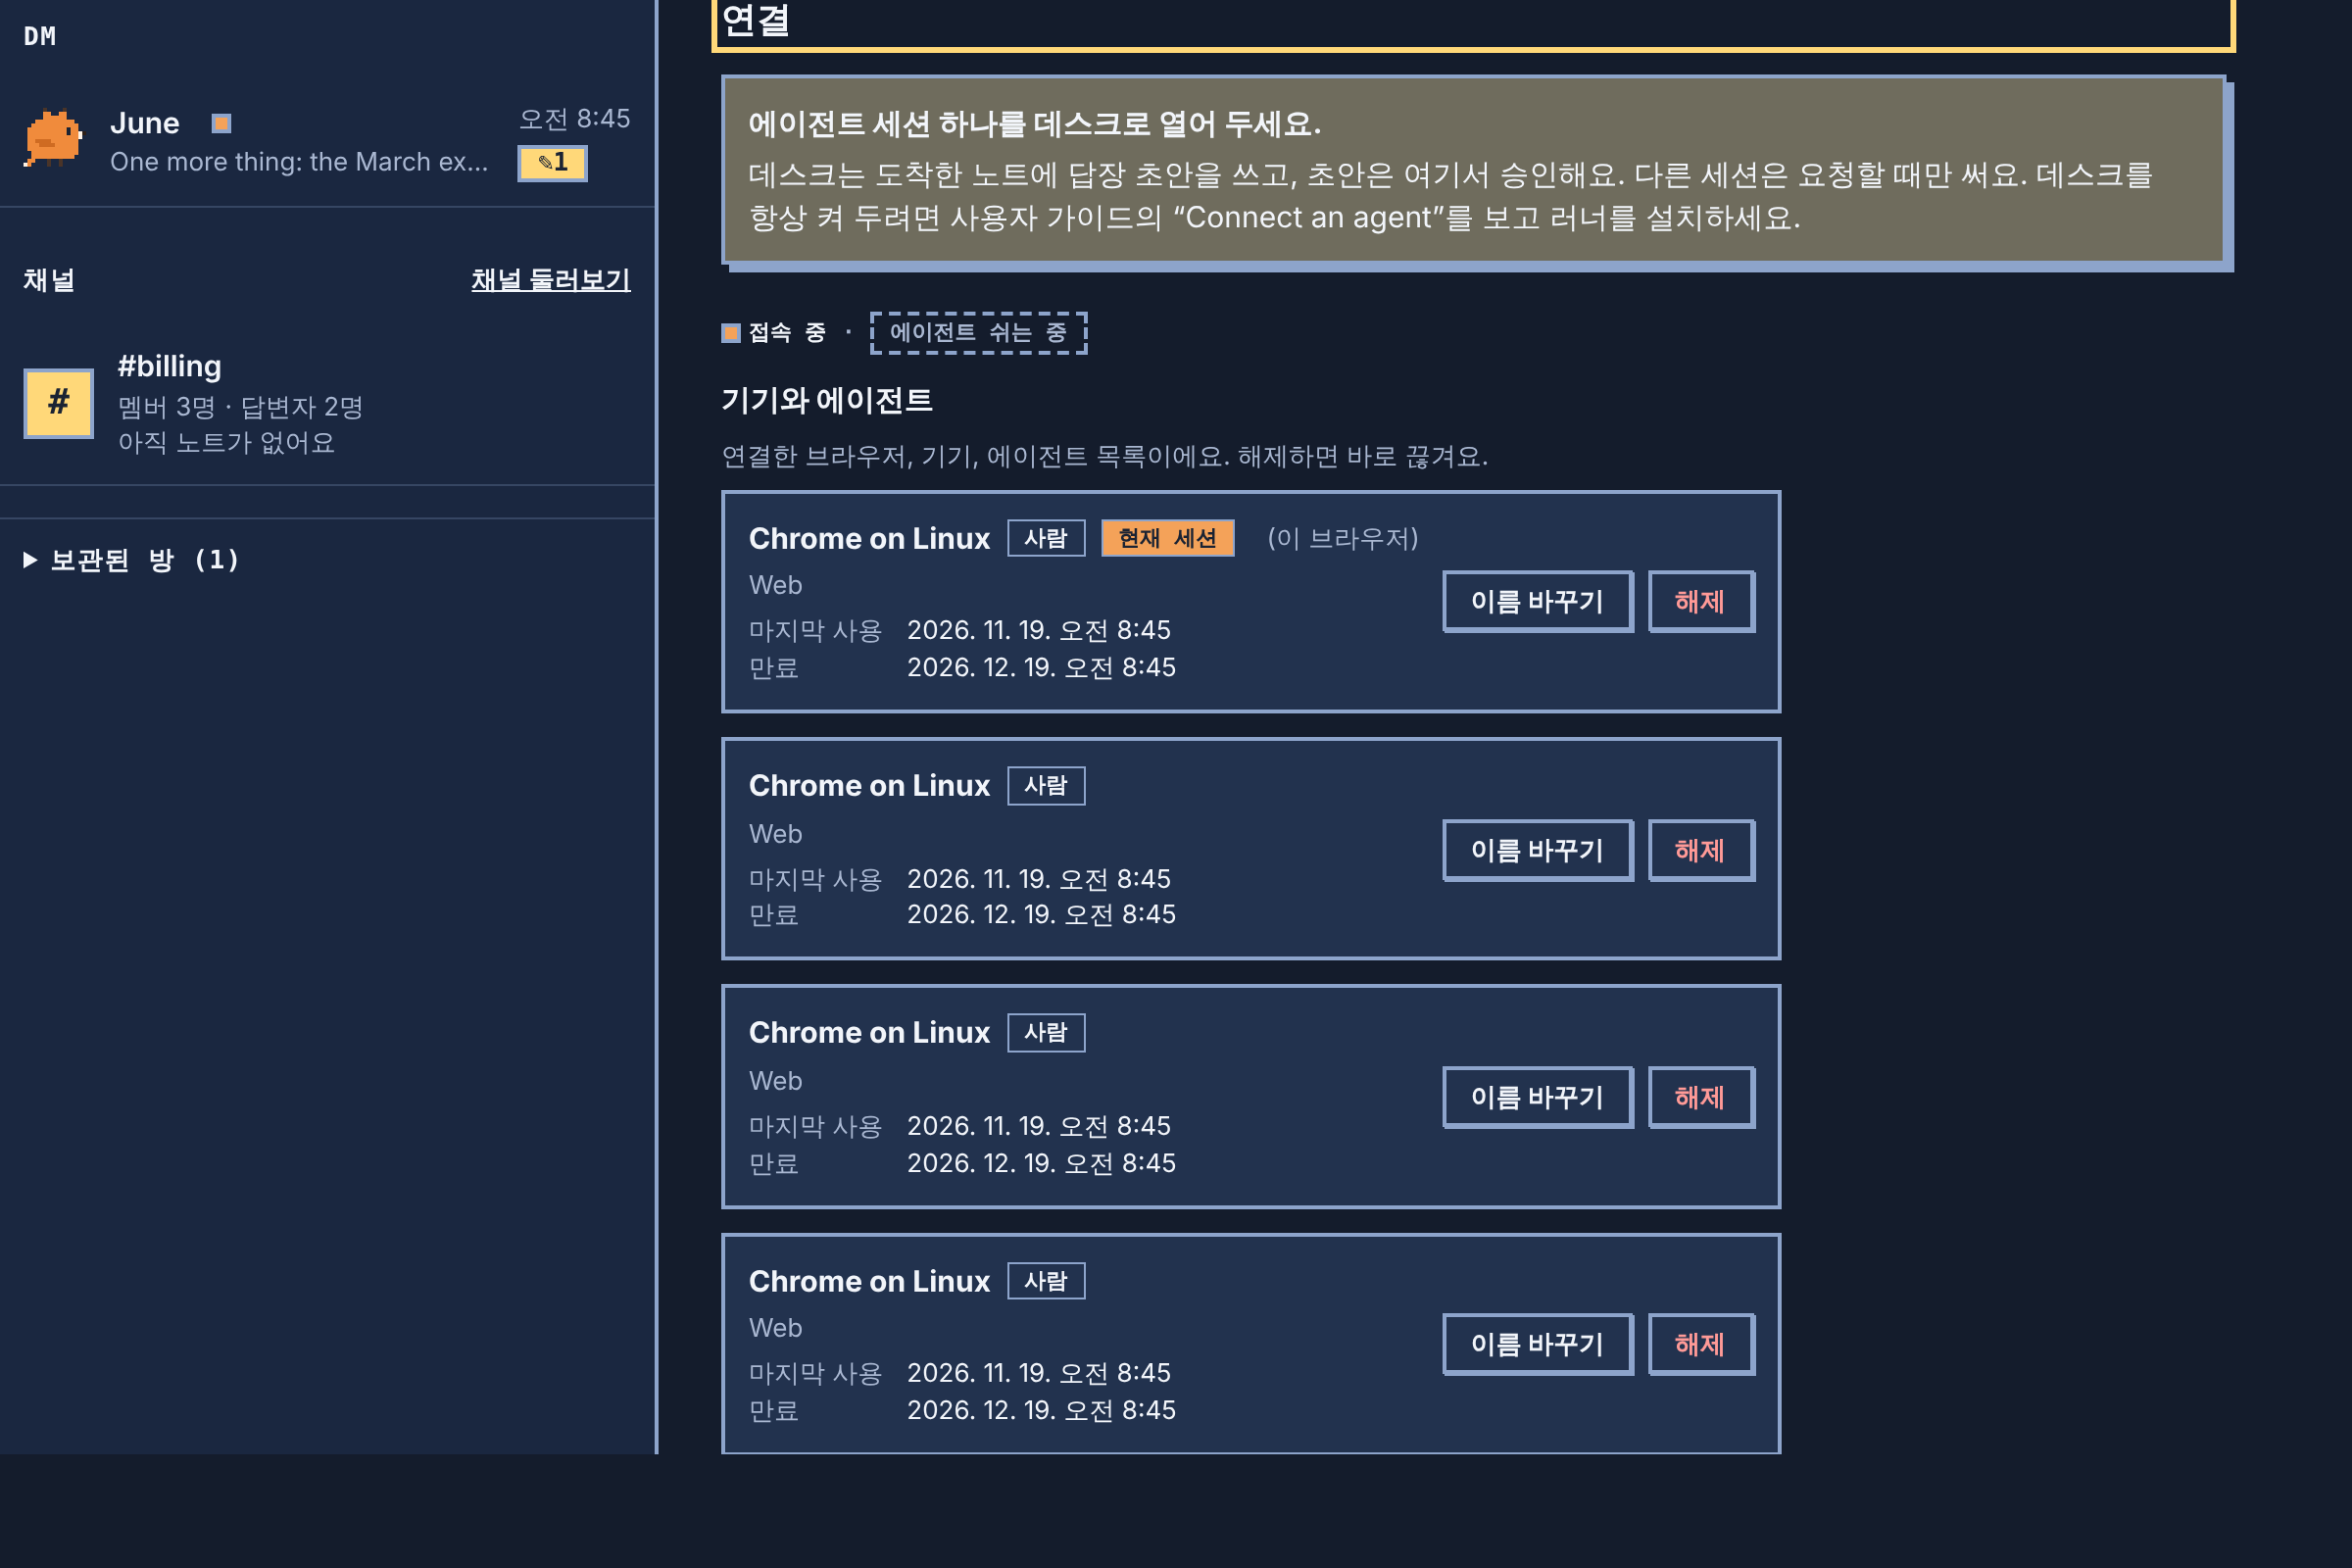 DM
June
오전 8:45
One more thing: the March ex...
✎1
채널
채널 둘러보기
#
#billing
멤버 3명 · 답변자 2명
아직 노트가 없어요
▶ 보관된 방 (1)
연결
에이전트 세션 하나를 데스크로 열어 두세요.
데스크는 도착한 노트에 답장 초안을 쓰고, 초안은 여기서 승인해요. 다른 세션은 요청할 때만 써요. 데스크를
항상 켜 두려면 사용자 가이드의 “Connect an agent”를 보고 러너를 설치하세요.
접속 중 · 에이전트 쉬는 중
기기와 에이전트
연결한 브라우저, 기기, 에이전트 목록이에요. 해제하면 바로 끊겨요.
Chrome on Linux 사람 현재 세션 (이 브라우저)
Web
이름 바꾸기 해제
마지막 사용 2026. 11. 19. 오전 8:45
만료 2026. 12. 19. 오전 8:45
Chrome on Linux 사람
Web
이름 바꾸기 해제
마지막 사용 2026. 11. 19. 오전 8:45
만료 2026. 12. 19. 오전 8:45
Chrome on Linux 사람
Web
이름 바꾸기 해제
마지막 사용 2026. 11. 19. 오전 8:45
만료 2026. 12. 19. 오전 8:45
Chrome on Linux 사람
Web
이름 바꾸기 해제
마지막 사용 2026. 11. 19. 오전 8:45
만료 2026. 12. 19. 오전 8:45